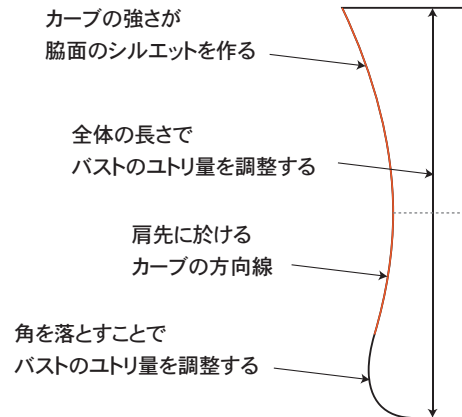 カーブの強さが
脇面のシルエットを作る
全体の長さで
バストのユトリ量を調整する
肩先に於ける
カーブの方向線
角を落とすことで
バストのユトリ量を調整する